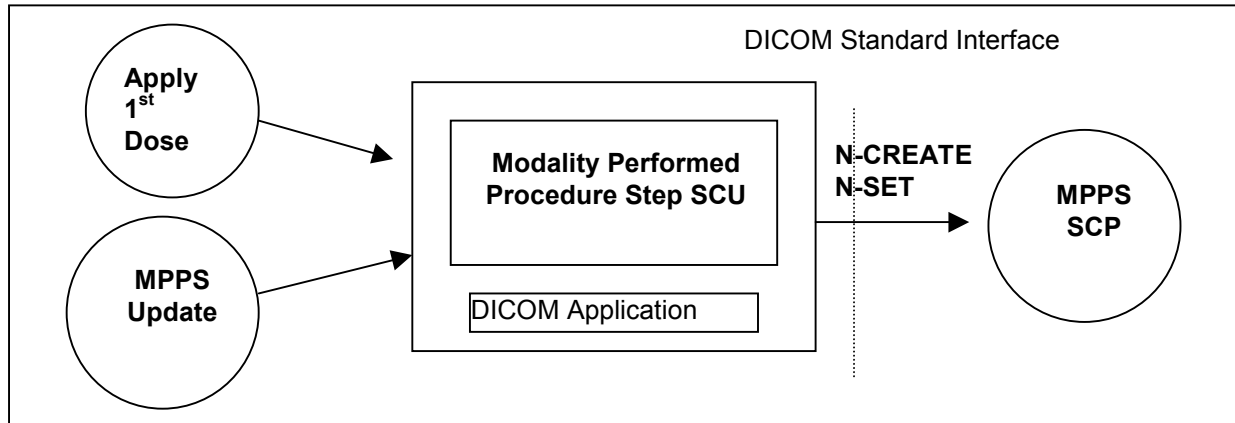 DICOM Standard Interface
Apply
1st
Dose
MPPS
Update
Modality Performed
Procedure Step SCU
DICOM Application
N-CREATE
N-SET
MPPS
SCP